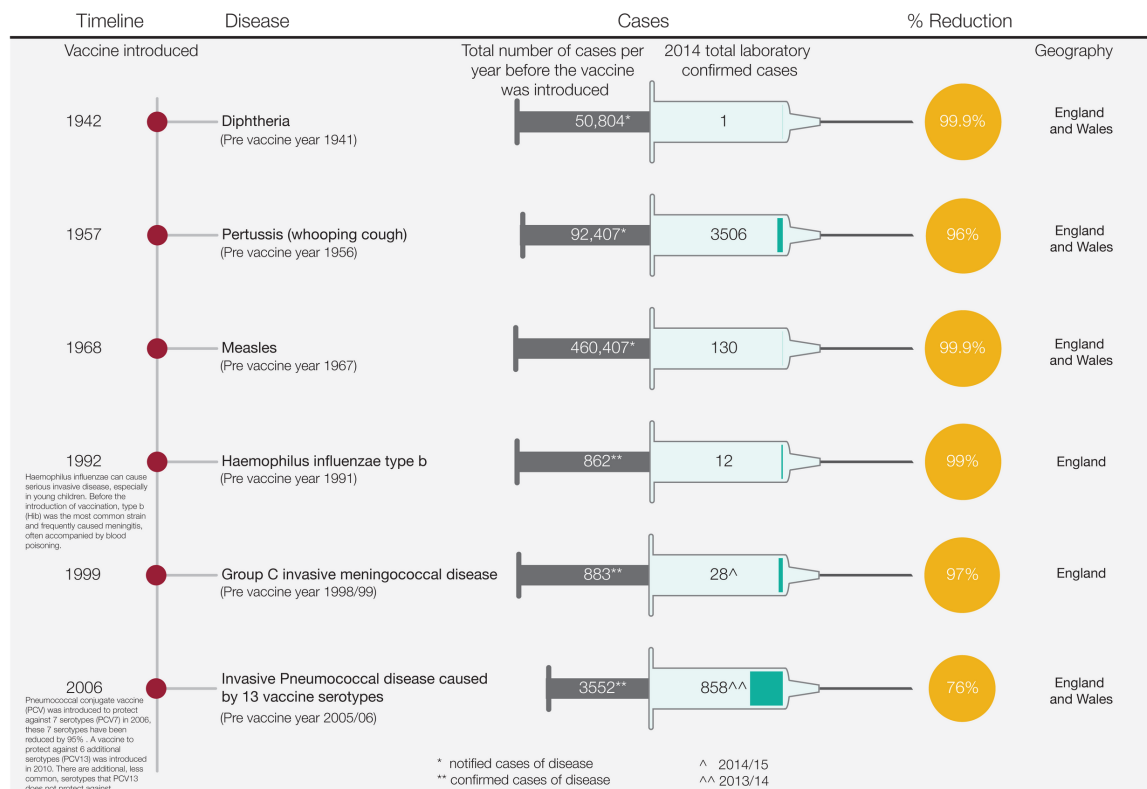 Timeline
Disease
Cases
% Reduction
Vaccine introduced
Total number of cases per
year before the vaccine
was introduced
2014 total laboratory
confirmed cases
Geography
1942
Diphtheria
(Pre vaccine year 1941)
50,804*
1
99.9%
England
and Wales
1957
Pertussis (whooping cough)
(Pre vaccine year 1956)
92,407*
3506
96%
England
and Wales
1968
Measles
(Pre vaccine year 1967)
460,407*
130
99.9%
England
and Wales
1992
Haemophilus influenzae type b
(Pre vaccine year 1991)
862**
12
99%
England
Haemophilus influenzae can cause
serious invasive disease, especially
in young children. Before the
introduction of vaccination, type b
(Hib) was the most common strain
and frequently caused meningitis,
often accompanied by blood
poisoning.
1999
Group C invasive meningococcal disease
(Pre vaccine year 1998/99)
883**
28^
97%
England
2006
Invasive Pneumococcal disease caused
by 13 vaccine serotypes
(Pre vaccine year 2005/06)
3552**
858^^
76%
England
and Wales
Pneumococcal conjugate vaccine
(PCV) was introduced to protect
against 7 serotypes (PCV7) in 2006,
these 7 serotypes have been
reduced by 95% . A vaccine to
protect against 6 additional
serotypes (PCV13) was introduced
in 2010. There are additional, less
common, serotypes that PCV13
does not protect against.
* notified cases of disease
** confirmed cases of disease
^ 2014/15
^^ 2013/14